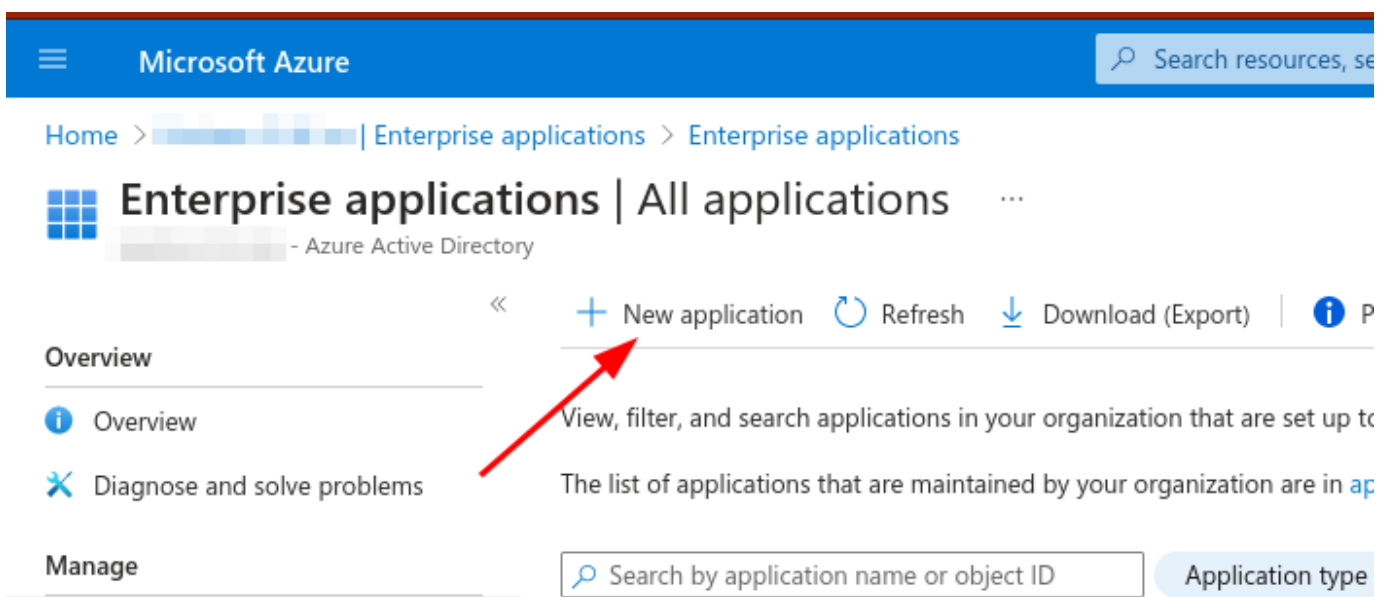 Microsoft Azure
Search resources, se
Home > | Enterprise applications > Enterprise applications
Enterprise applications | All applications ...
- Azure Active Directory
«
+ New application Refresh Download (Export) P
Overview
Overview
View, filter, and search applications in your organization that are set up to
Diagnose and solve problems
The list of applications that are maintained by your organization are in ap
Manage
Search by application name or object ID
Application type